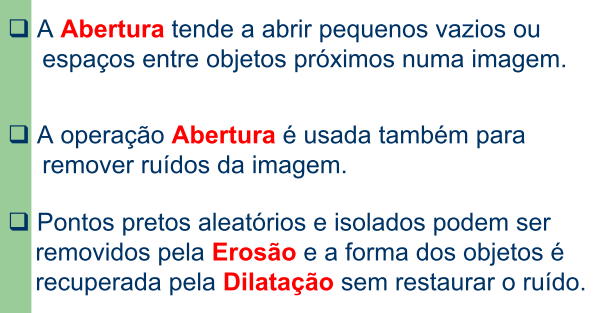 ❑ A Abertura tende a abrir pequenos vazios ou
espaços entre objetos próximos numa imagem.
❑ A operação Abertura é usada também para
remover ruídos da imagem.
❑ Pontos pretos aleatórios e isolados podem ser
removidos pela Erosão e a forma dos objetos é
recuperada pela Dilatação sem restaurar o ruído.